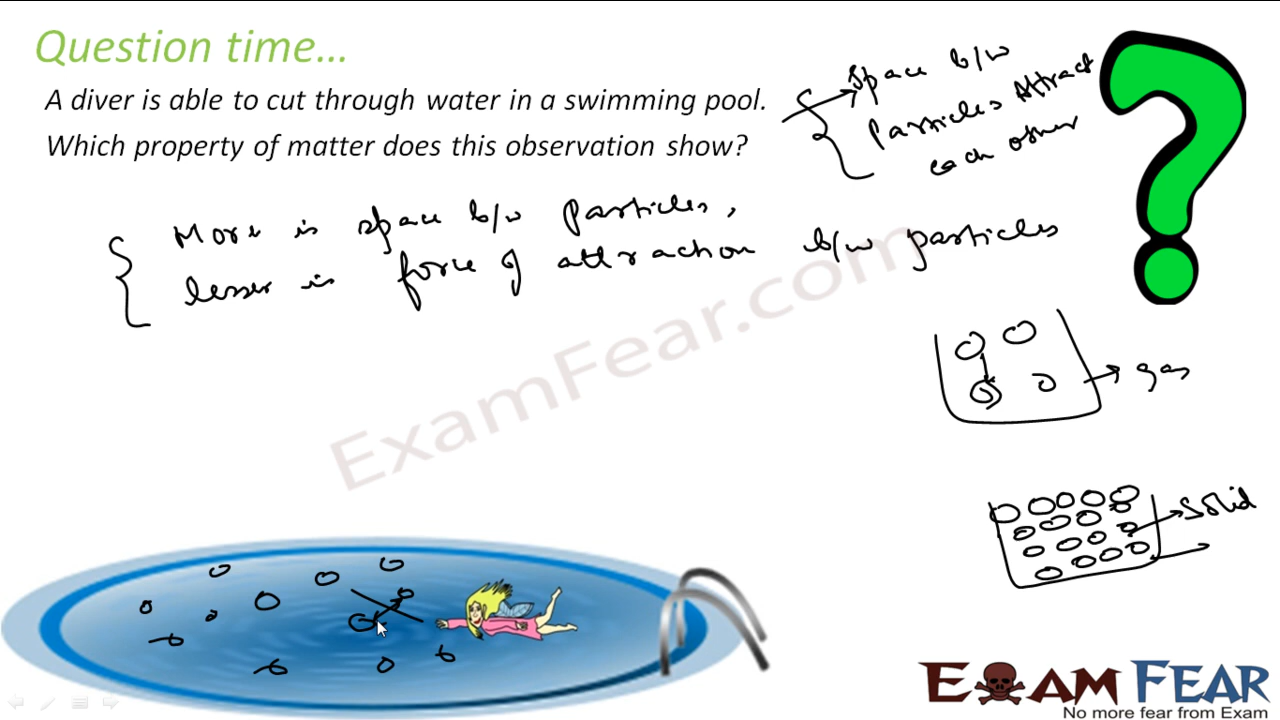 Question time...
A diver is able to cut through water in a swimming pool.
Which property of matter does this observation show?
Space b/w
Particles Attract
each other
More is space b/w particles,
lesser is force of attraction b/w particles
gas
solid
ExamFear.com
EXAM FEAR
No more fear from Exam